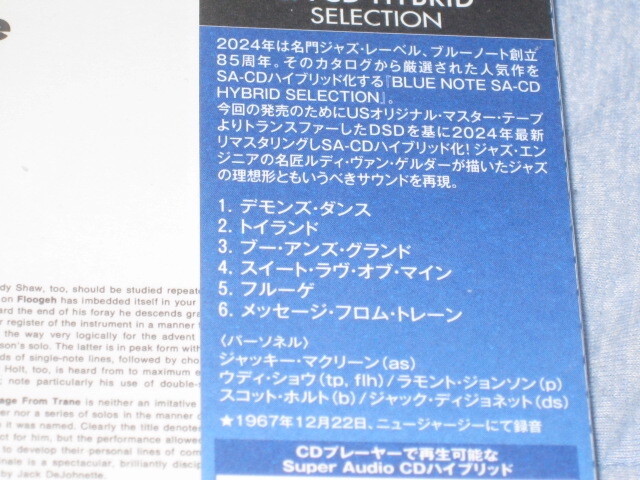 SA-CD HYBRID
SELECTION
2024年は名門ジャズ・レーベル、ブルーノート創立
85周年。そのカタログから厳選された人気作を
SA-CDハイブリッド化する『BLUE NOTE SA-CD
HYBRID SELECTION』。
今回の発売のためにUSオリジナル・マスター・テープ
よりトランスファーしたDSDを基に2024年最新
リマスタリングしSA-CDハイブリッド化!ジャズ・エン
ジニアの名匠ルディ・ヴァン・ゲルダーが描いたジャズ
の理想形ともいうべきサウンドを再現。
1. デモンズ・ダンス
2. トイランド
3. ブー・アンズ・グランド
4. スイート・ラヴ・オブ・マイン
5. フルーゲ
6. メッセージ・フロム・トレーン
〈パーソネル〉
ジャッキー・マクリーン(as)
ウディ・ショウ(tp, flh)/ラモント・ジョンソン(p)
スコット・ホルト(b)/ジャック・ディジョネット(ds)
★1967年12月22日、ニュージャージーにて録音
CDプレーヤーで再生可能な
Super Audio CDハイブリッド
dy Shaw, too, should be studied repeate
on Floogeh has imbedded itself in your
ard the end of his foray he descends gra
r register of the instrument in a manner
the way very logically for the advent
son's solo. The latter is in peak form with
ds of single-note lines, followed by cho
Holt, too, is heard from to maximum e
; note particularly his use of double-
age From Trane is neither an imitative
er nor a series of solos in the manner o
it was named. Clearly the title denote
ct for him, but the performance allowe
to develop their personal lines of com
nale is a spectacular, brilliantly discip
by Jack DeJohnette.